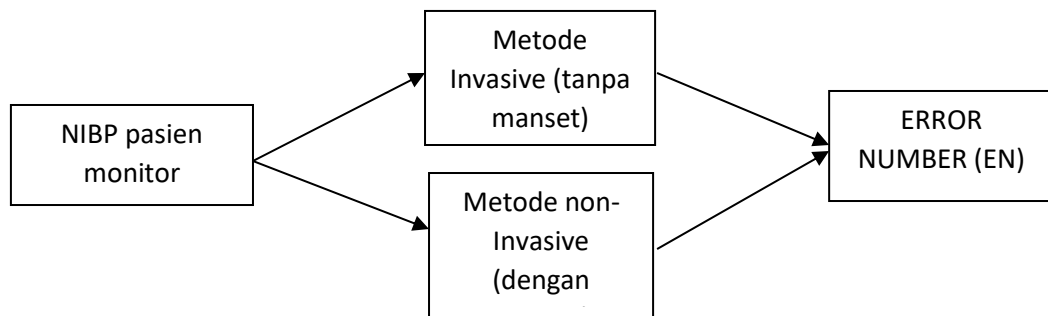 NIBP pasien
monitor
Metode
Invasive (tanpa
manset)
Metode non-
Invasive
(dengan
ERROR
NUMBER (EN)